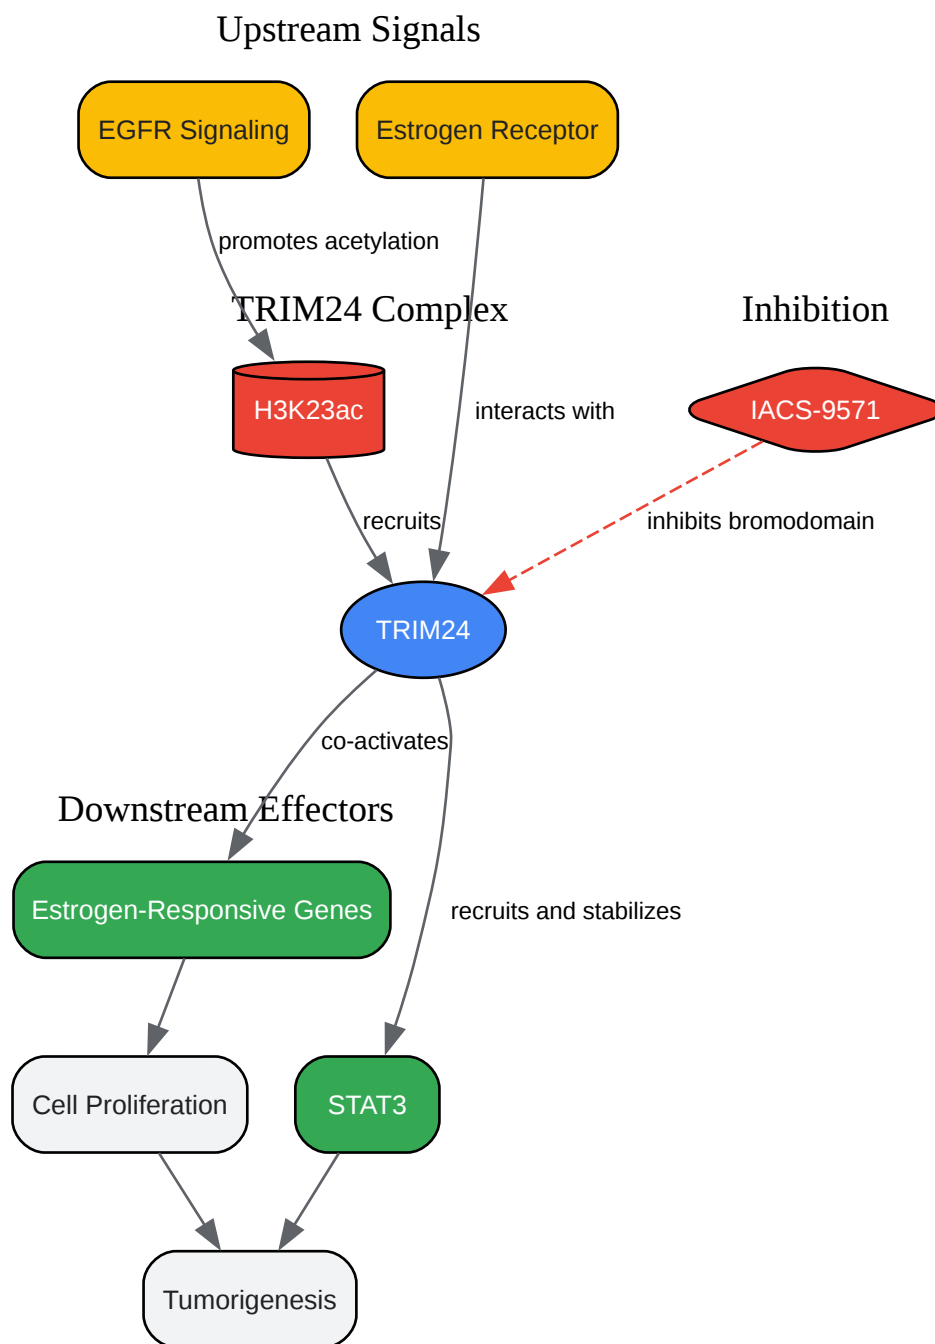 Upstream Signals
EGFR Signaling
Estrogen Receptor
promotes acetylation
TRIM24 Complex
Inhibition
H3K23ac
interacts with
IACS-9571
recruits
inhibits bromodomain
TRIM24
co-activates
Downstream Effectors
Estrogen-Responsive Genes
recruits and stabilizes
Cell Proliferation
STAT3
Tumorigenesis